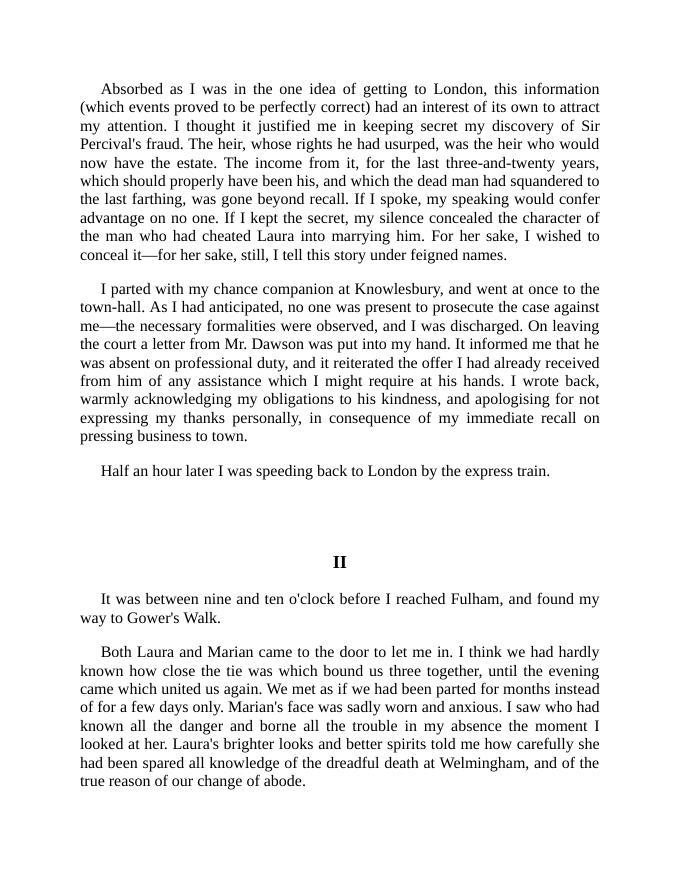 Absorbed as I was in the one idea of getting to London, this information
(which events proved to be perfectly correct) had an interest of its own to attract
my attention. I thought it justified me in keeping secret my discovery of Sir
Percival's fraud. The heir, whose rights he had usurped, was the heir who would
now have the estate. The income from it, for the last three-and-twenty years,
which should properly have been his, and which the dead man had squandered to
the last farthing, was gone beyond recall. If I spoke, my speaking would confer
advantage on no one. If I kept the secret, my silence concealed the character of
the man who had cheated Laura into marrying him. For her sake, I wished to
conceal it—for her sake, still, I tell this story under feigned names.
I parted with my chance companion at Knowlesbury, and went at once to the
town-hall. As I had anticipated, no one was present to prosecute the case against
me—the necessary formalities were observed, and I was discharged. On leaving
the court a letter from Mr. Dawson was put into my hand. It informed me that he
was absent on professional duty, and it reiterated the offer I had already received
from him of any assistance which I might require at his hands. I wrote back,
warmly acknowledging my obligations to his kindness, and apologising for not
expressing my thanks personally, in consequence of my immediate recall on
pressing business to town.
Half an hour later I was speeding back to London by the express train.
II
It was between nine and ten o'clock before I reached Fulham, and found my
way to Gower's Walk.
Both Laura and Marian came to the door to let me in. I think we had hardly
known how close the tie was which bound us three together, until the evening
came which united us again. We met as if we had been parted for months instead
of for a few days only. Marian's face was sadly worn and anxious. I saw who had
known all the danger and borne all the trouble in my absence the moment I
looked at her. Laura's brighter looks and better spirits told me how carefully she
had been spared all knowledge of the dreadful death at Welmingham, and of the
true reason of our change of abode.